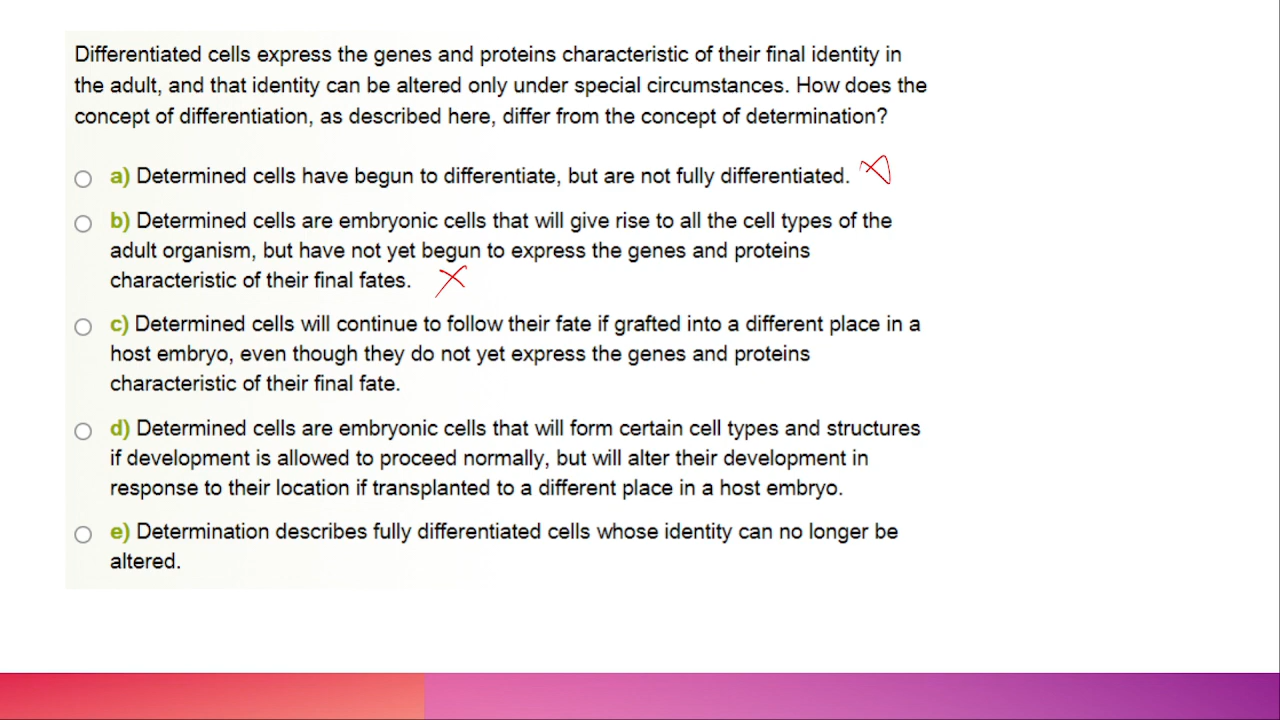 Differentiated cells express the genes and proteins characteristic of their final identity in
the adult, and that identity can be altered only under special circumstances. How does the
concept of differentiation, as described here, differ from the concept of determination?
a) Determined cells have begun to differentiate, but are not fully differentiated.
b) Determined cells are embryonic cells that will give rise to all the cell types of the
adult organism, but have not yet begun to express the genes and proteins
characteristic of their final fates.
c) Determined cells will continue to follow their fate if grafted into a different place in a
host embryo, even though they do not yet express the genes and proteins
characteristic of their final fate.
d) Determined cells are embryonic cells that will form certain cell types and structures
if development is allowed to proceed normally, but will alter their development in
response to their location if transplanted to a different place in a host embryo.
e) Determination describes fully differentiated cells whose identity can no longer be
altered.